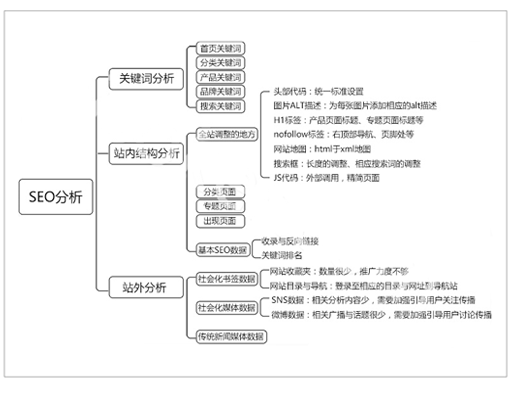 SEO分析
关键词分析
首页关键词
分类关键词
产品关键词
品牌关键词
搜索关键词
站内结构分析
全站调整的地方
头部代码：统一标准设置
图片ALT描述：为每张图片添加相应的alt描述
H1标签：产品页面标题、专题页面标题等
nofollow标签：右顶部导航、页脚处等
网站地图：html于xml地图
搜索框：长度的调整、相应搜索词的调整
JS代码：外部调用，精简页面
分类页面
专题页面
出现页面
基本SEO数据
收录与反向链接
关键词排名
站外分析
社会化书签数据
网站收藏夹：数量很少，推广力度不够
网站目录与导航：登录至相应的目录与网址到导航站
社会化媒体数据
SNS数据：相关分析内容少，需要加强引导用户关注传播
微博数据：相关广播与话题很少，需要加强引导用户讨论传播
传统新闻媒体数据